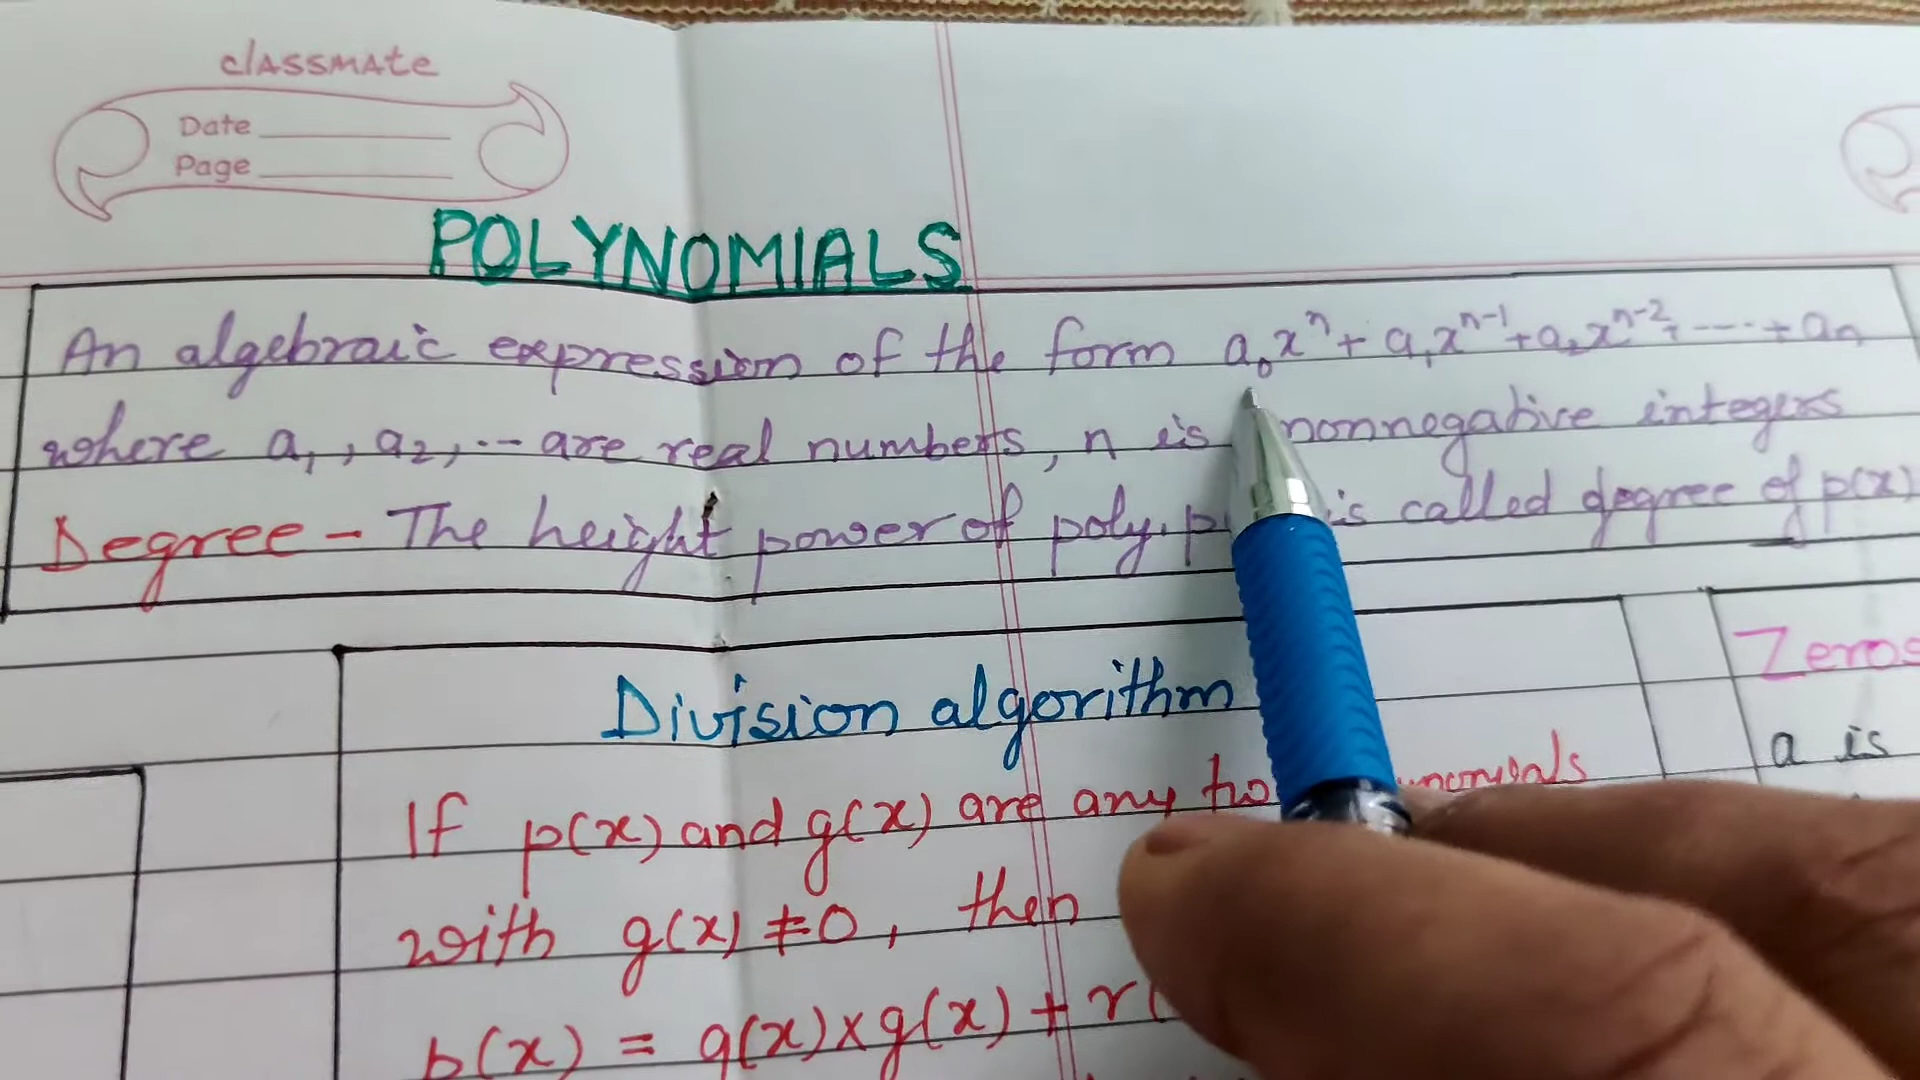 classmate
Date
Page
POLYNOMIALS
An algebraic expression of the form a₀xⁿ + a₁xⁿ⁻¹ + a₂xⁿ⁻² + ---- + aₙ
where a₁, a₂, -- are real numbers, n is nonnegative integers
Degree - The height power of poly. is called degree of p(x)
Division algorithm
Zeros
a is
If p(x) and g(x) are any two
with g(x) ≠ 0, then
p(x) = q(x) × g(x) + r(